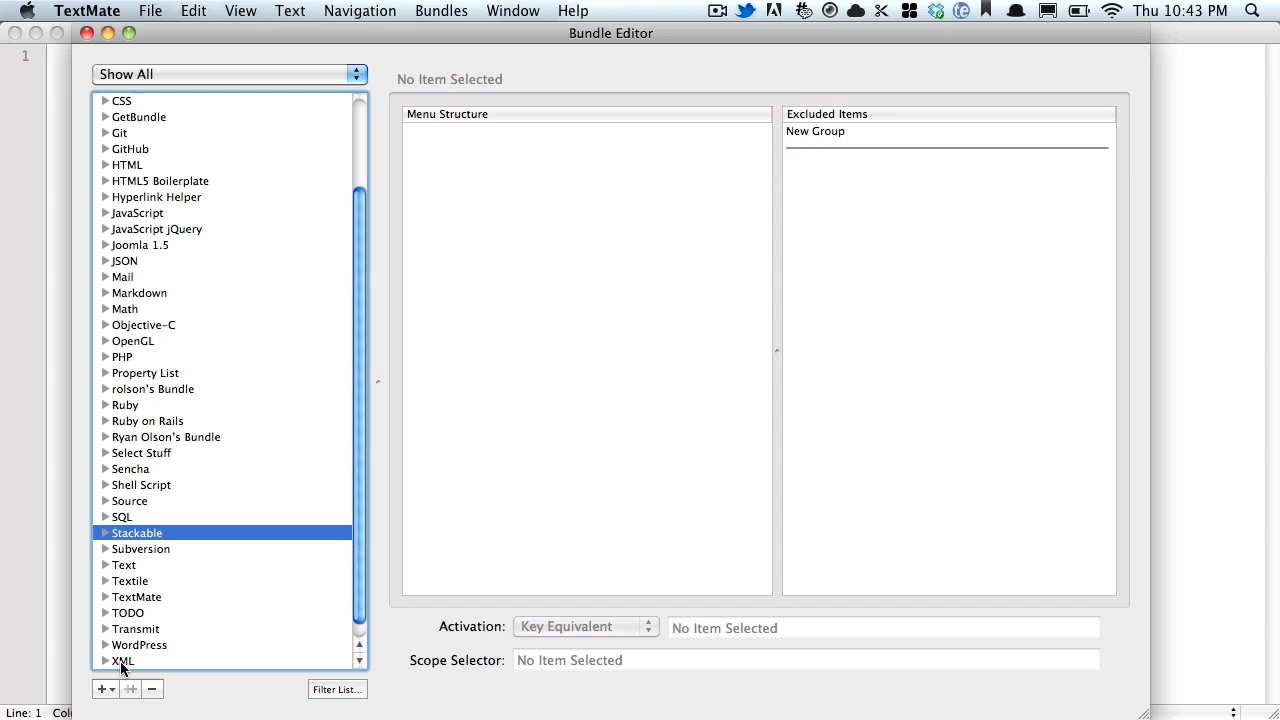 TextMate File Edit View Text Navigation Bundles Window Help Thu 10:43 PM
Bundle Editor
1
Show All
No Item Selected
CSS
GetBundle
Git
GitHub
HTML
HTML5 Boilerplate
Hyperlink Helper
JavaScript
JavaScript jQuery
Joomla 1.5
JSON
Mail
Markdown
Math
Objective-C
OpenGL
PHP
Property List
rolson's Bundle
Ruby
Ruby on Rails
Ryan Olson's Bundle
Select Stuff
Sencha
Shell Script
Source
SQL
Stackable
Subversion
Text
Textile
TextMate
TODO
Transmit
WordPress
XML
Menu Structure
Excluded Items
New Group
Activation: Key Equivalent No Item Selected
Scope Selector: No Item Selected
Filter List...
Line: 1 Col